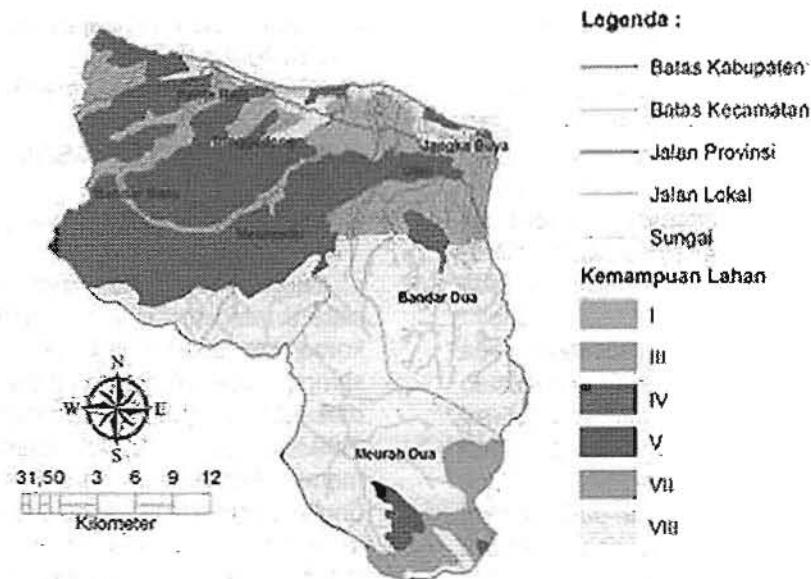 Legenda :
Batas Kabupaten
Batas Kecamatan
Jalan Provinsi
Jalan Lokal
Sungai
Kemampuan Lahan
I
III
IV
V
VII
VIII
Jangka Buya
Bandar Dua
Meurah Dua
N
W E
S
31,50 3 6 9 12
Kilometer